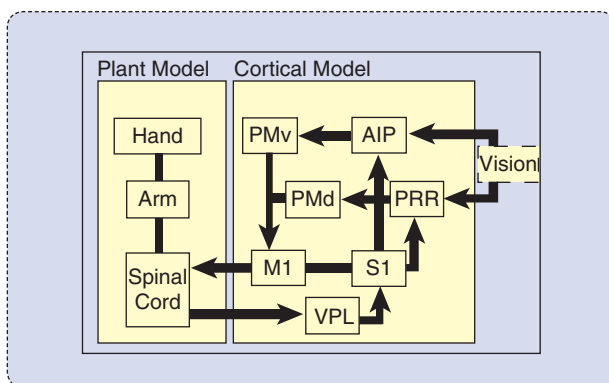 Plant Model
Cortical Model
Hand
PMv
AIP
Vision
Arm
PMd
PRR
Spinal
Cord
M1
S1
VPL